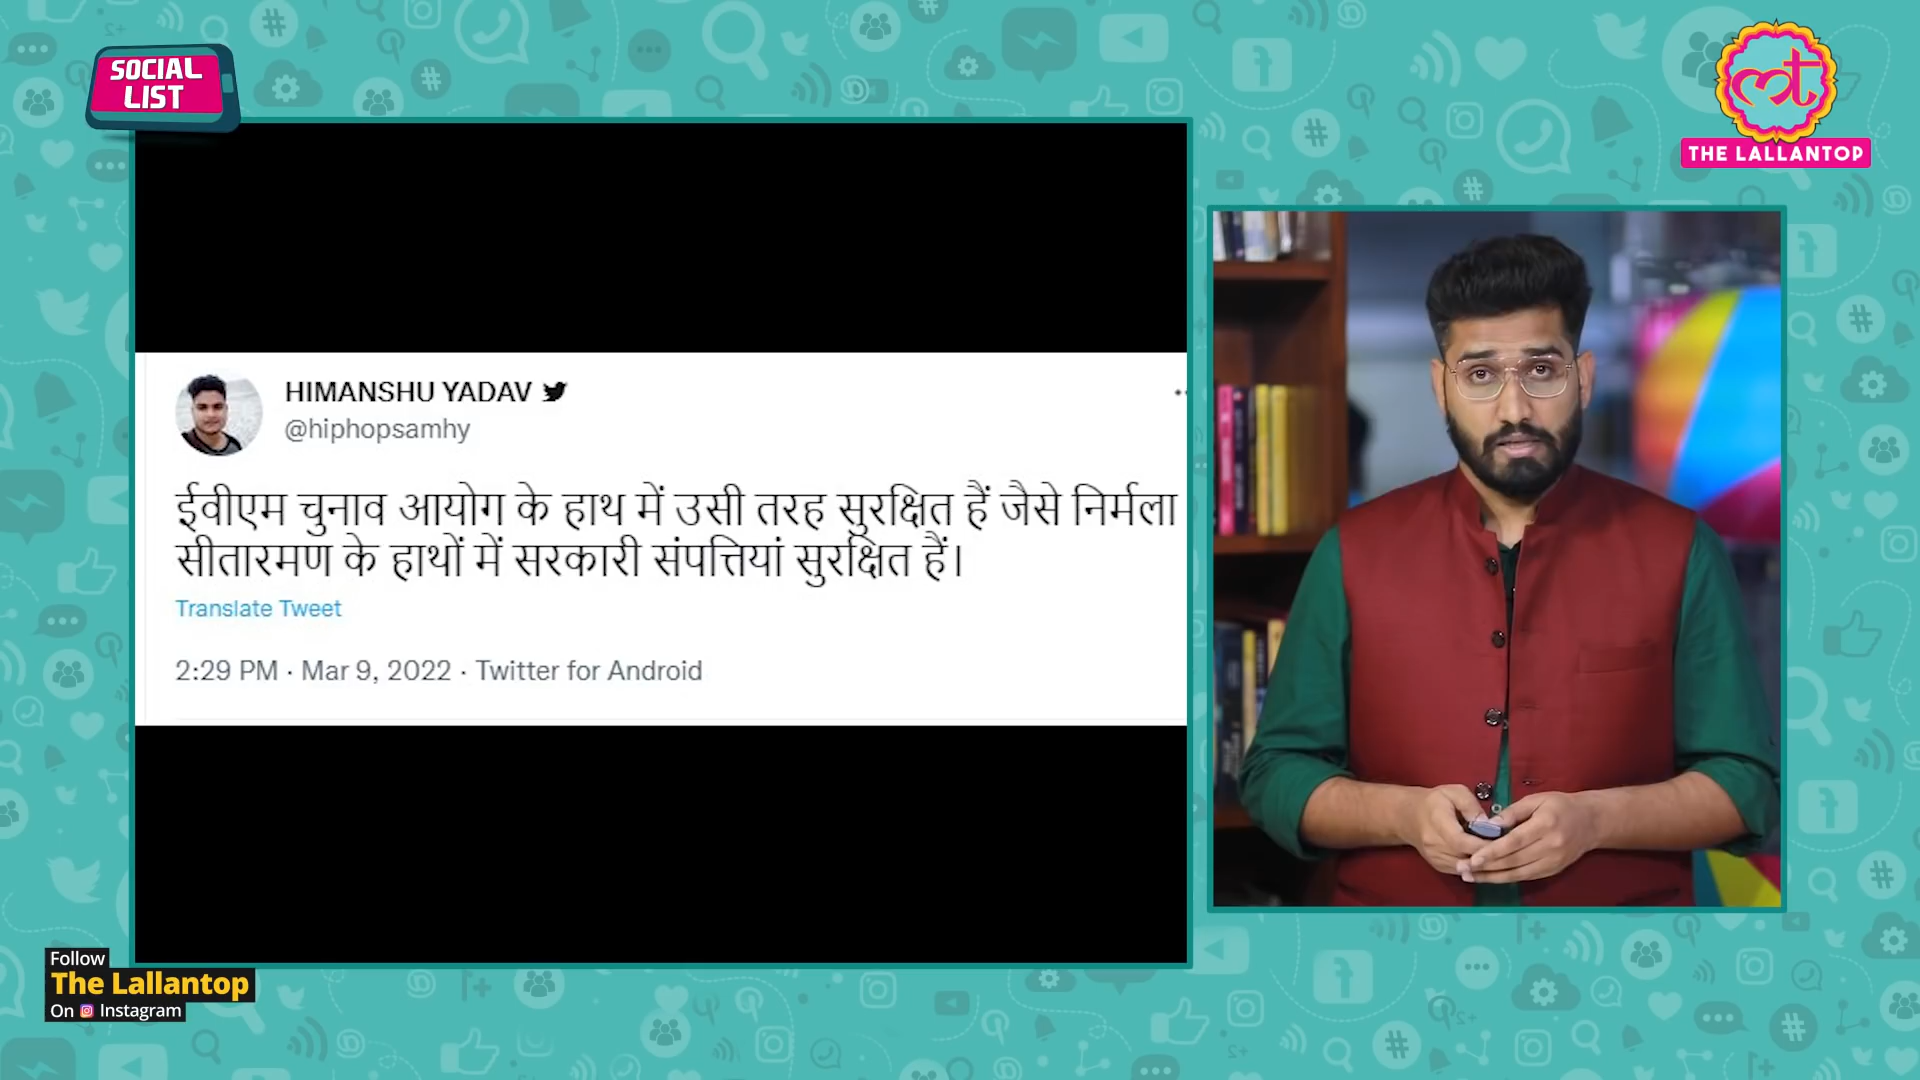 SOCIAL
LIST
THE LALLANTOP
HIMANSHU YADAV
@hiphopsamhy
ईवीएम चुनाव आयोग के हाथ में उसी तरह सुरक्षित हैं जैसे निर्मला
सीतारमण के हाथों में सरकारी संपत्तियां सुरक्षित हैं।
Translate Tweet
2:29 PM · Mar 9, 2022 · Twitter for Android
Follow
The Lallantop
On Instagram